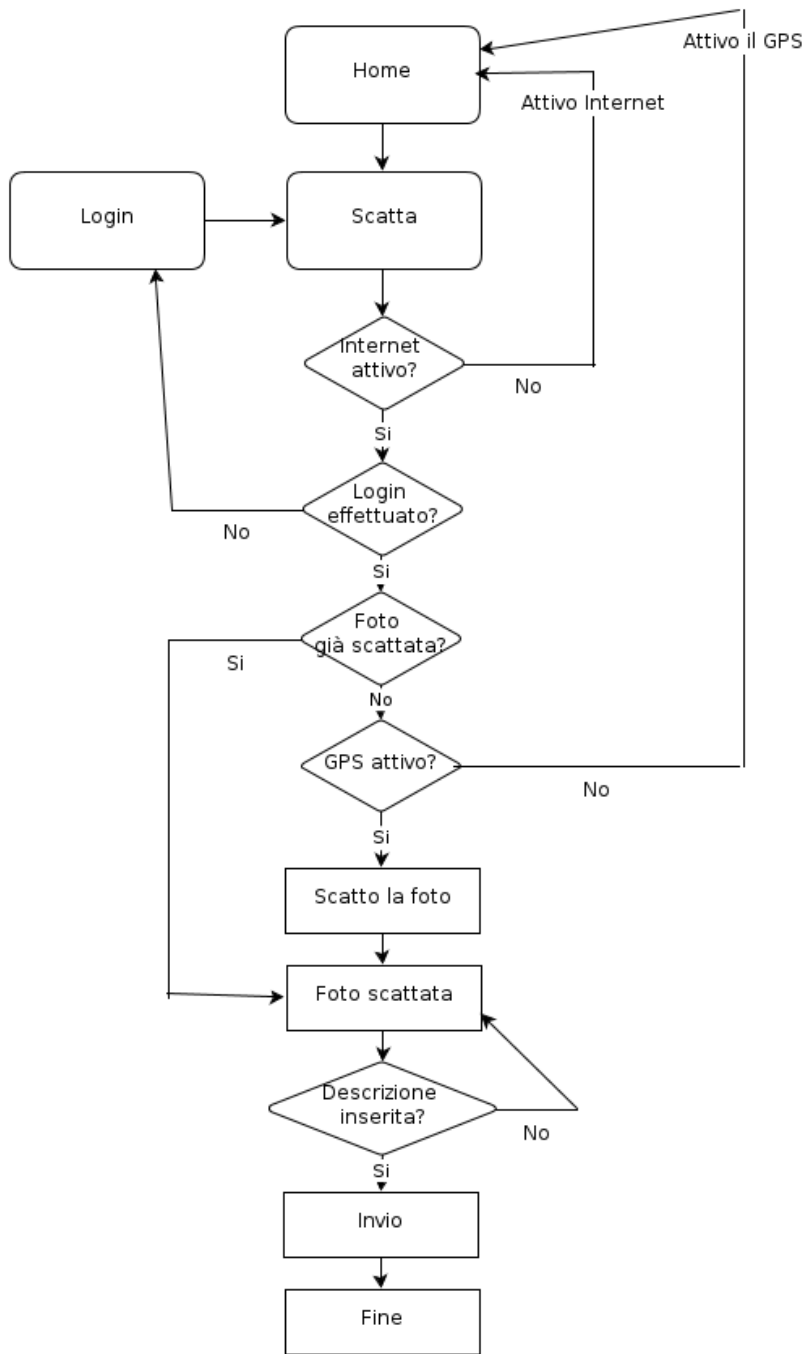 Attivo il GPS
Home
Attivo Internet
Login
Scatta
Internet
attivo?
No
Si
Login
effettuato?
No
Si
Foto
già scattata?
Si
No
GPS attivo?
No
Si
Scatto la foto
Foto scattata
Descrizione
inserita?
No
Si
Invio
Fine